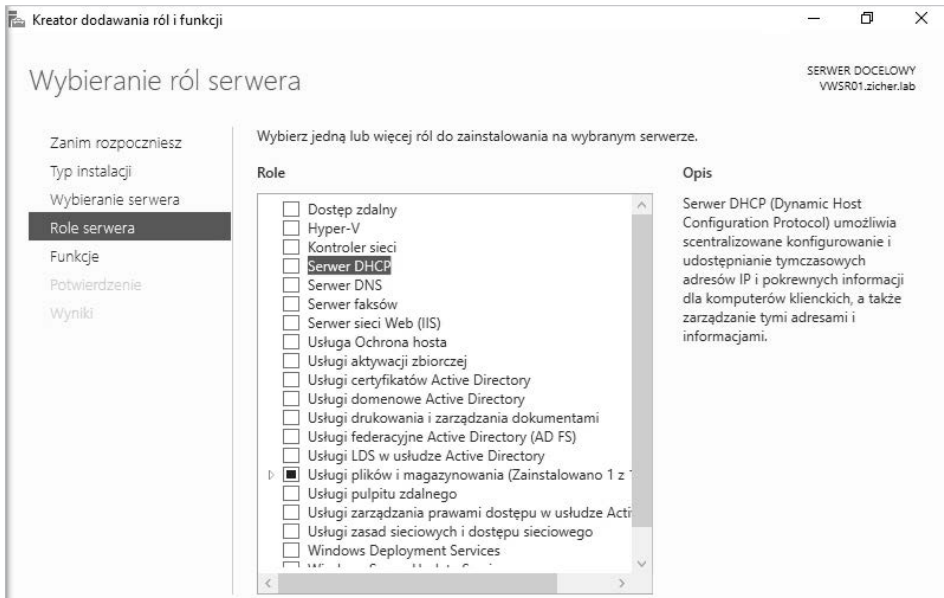 Kreator dodawania ról i funkcji
Wybieranie ról serwera
SERWER DOCELOWY
VWSR01.zicher.lab
Zanim rozpoczniesz
Typ instalacji
Wybieranie serwera
Role serwera
Funkcje
Potwierdzenie
Wyniki
Wybierz jedną lub więcej ról do zainstalowania na wybranym serwerze.
Role
Dostęp zdalny
Hyper-V
Kontroler sieci
Serwer DHCP
Serwer DNS
Serwer faksów
Serwer sieci Web (IIS)
Usługa Ochrona hosta
Usługi aktywacji zbiorczej
Usługi certyfikatów Active Directory
Usługi domenowe Active Directory
Usługi drukowania i zarządzania dokumentami
Usługi federacyjne Active Directory (AD FS)
Usługi LDS w usłudze Active Directory
Usługi plików i magazynowania (Zainstalowano 1 z
Usługi pulpitu zdalnego
Usługi zarządzania prawami dostępu w usłudze Acti
Usługi zasad sieciowych i dostępu sieciowego
Windows Deployment Services
Opis
Serwer DHCP (Dynamic Host
Configuration Protocol) umożliwia
scentralizowane konfigurowanie i
udostępnianie tymczasowych
adresów IP i pokrewnych informacji
dla komputerów klienckich, a także
zarządzanie tymi adresami i
informacjami.